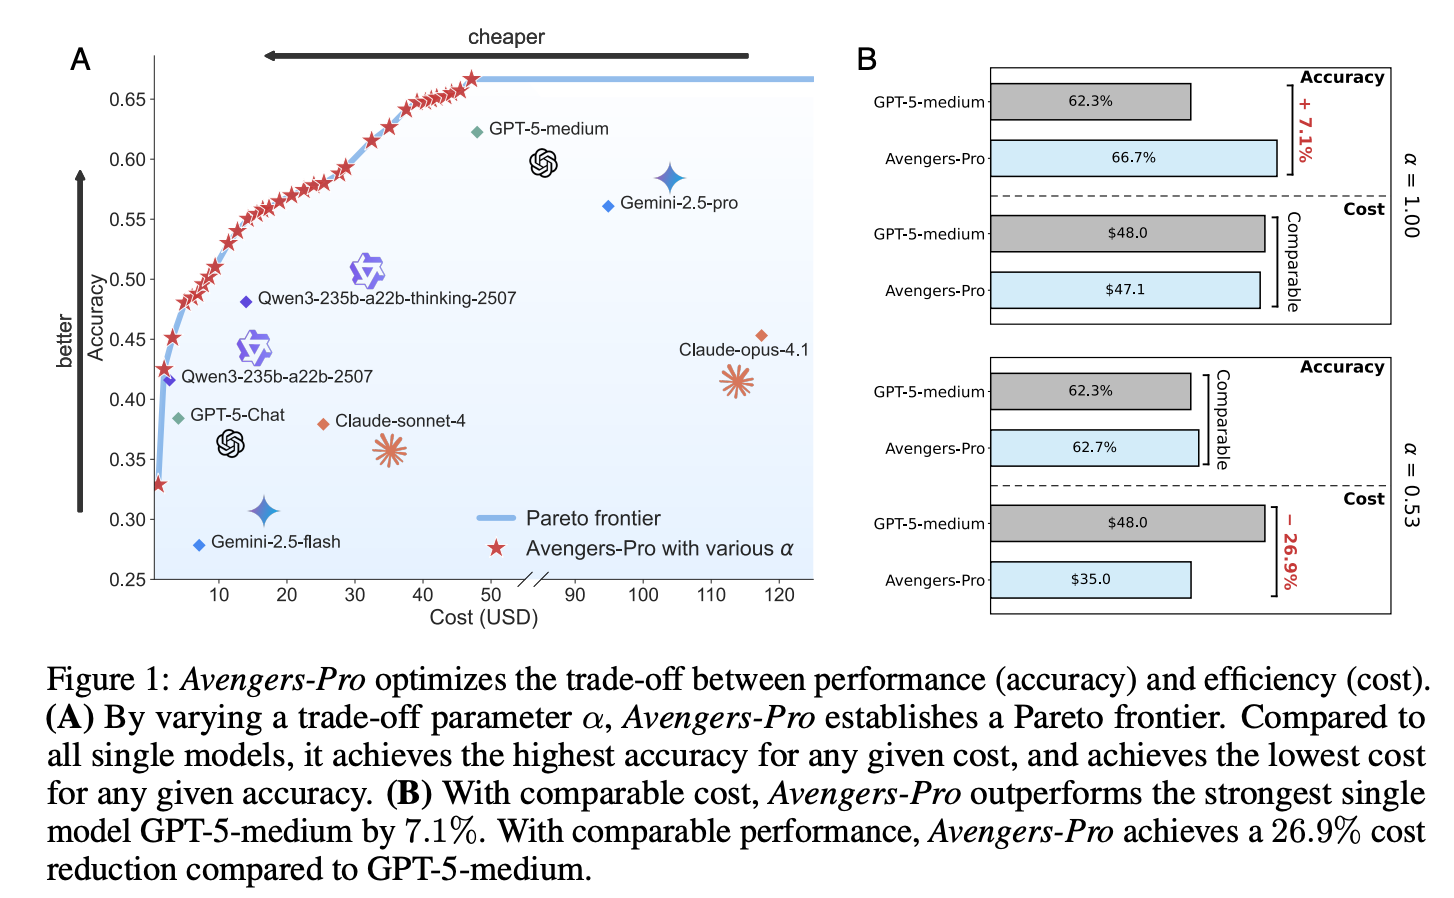 A
cheaper
better
Accuracy
0.65
0.60
0.55
0.50
0.45
0.40
0.35
0.30
0.25
GPT-5-medium
Gemini-2.5-pro
Qwen3-235b-a22b-thinking-2507
Claude-opus-4.1
Qwen3-235b-a22b-2507
GPT-5-Chat
Claude-sonnet-4
Gemini-2.5-flash
Pareto frontier
Avengers-Pro with various α
10 20 30 40 50 90 100 110 120
Cost (USD)
B
Accuracy
GPT-5-medium 62.3%
Avengers-Pro 66.7%
+ 7.1%
Cost
GPT-5-medium $48.0
Avengers-Pro $47.1
Comparable
α = 1.00
Accuracy
GPT-5-medium 62.3%
Avengers-Pro 62.7%
Comparable
Cost
GPT-5-medium $48.0
Avengers-Pro $35.0
− 26.9%
α = 0.53
Figure 1: Avengers-Pro optimizes the trade-off between performance (accuracy) and efficiency (cost).
(A) By varying a trade-off parameter α, Avengers-Pro establishes a Pareto frontier. Compared to
all single models, it achieves the highest accuracy for any given cost, and achieves the lowest cost
for any given accuracy. (B) With comparable cost, Avengers-Pro outperforms the strongest single
model GPT-5-medium by 7.1%. With comparable performance, Avengers-Pro achieves a 26.9% cost
reduction compared to GPT-5-medium.